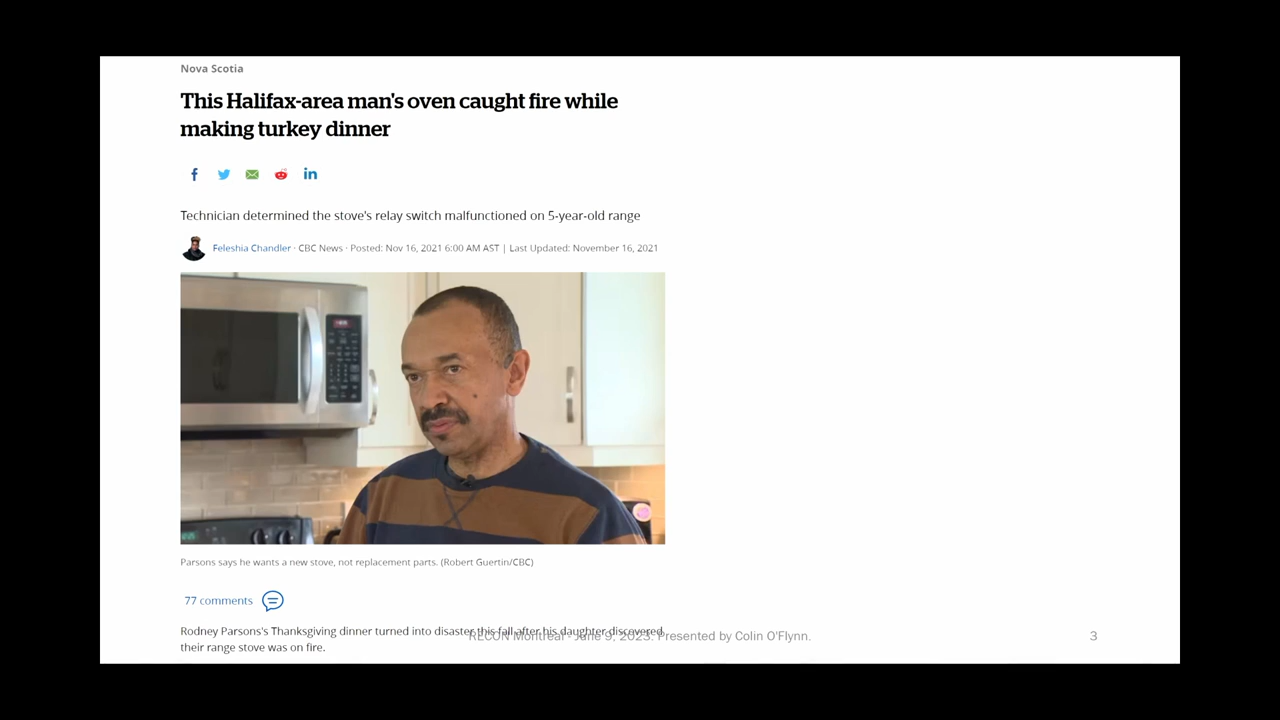 Nova Scotia
This Halifax-area man's oven caught fire while
making turkey dinner
Technician determined the stove's relay switch malfunctioned on 5-year-old range
Feleshia Chandler · CBC News · Posted: Nov 16, 2021 6:00 AM AST | Last Updated: November 16, 2021
Parsons says he wants a new stove, not replacement parts. (Robert Guertin/CBC)
77 comments
Rodney Parsons's Thanksgiving dinner turned into disaster this fall after his daughter discovered
their range stove was on fire.
RECON Montreal - June 9, 2023. Presented by Colin O'Flynn.
3